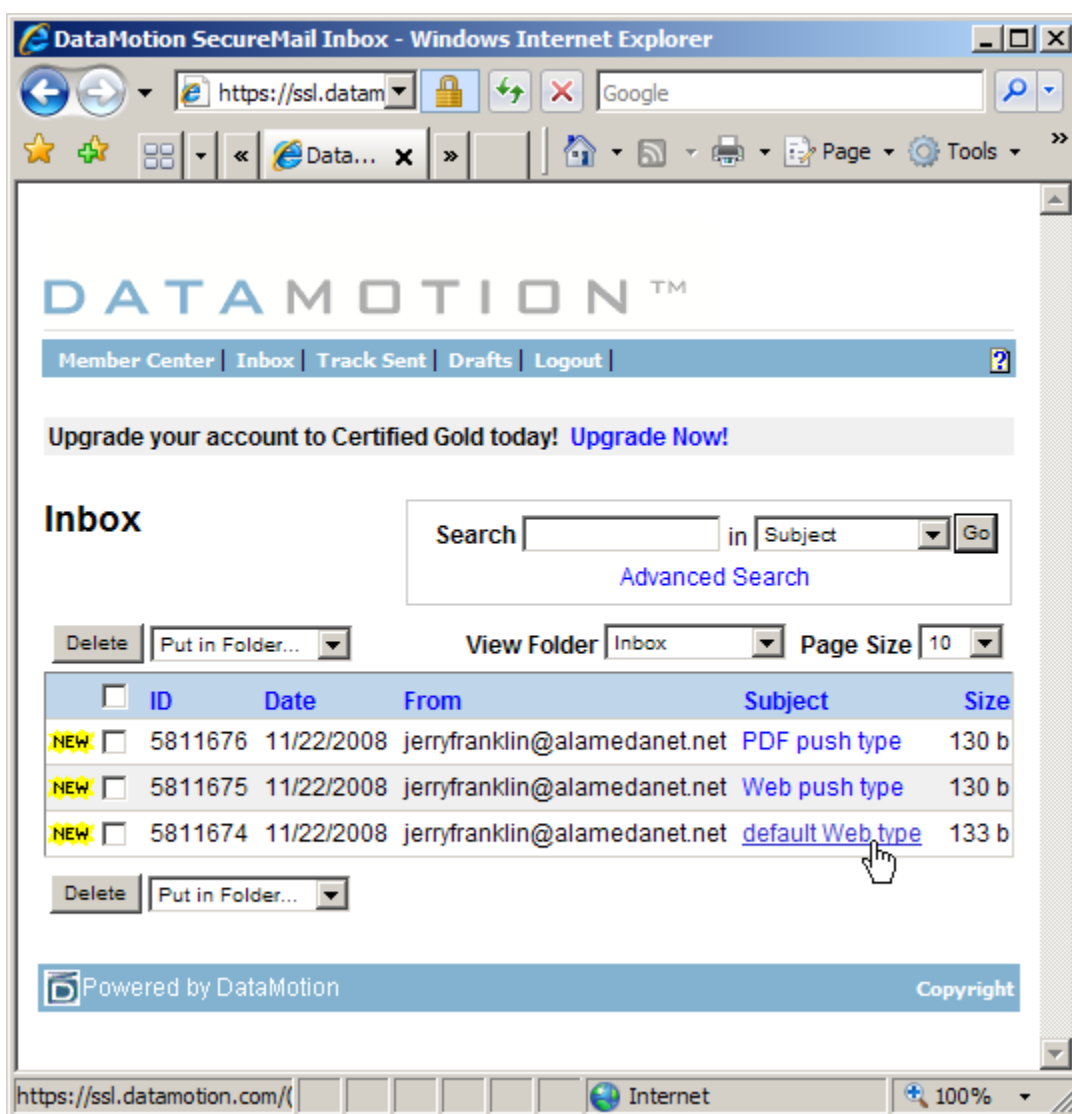 DataMotion SecureMail Inbox - Windows Internet Explorer
https://ssl.datam
Google
Data...
Page
Tools
DATAMOTION™
Member Center | Inbox | Track Sent | Drafts | Logout |
Upgrade your account to Certified Gold today! Upgrade Now!
Inbox
Search in Subject Go
Advanced Search
Delete Put in Folder... View Folder Inbox Page Size 10
ID Date From Subject Size
NEW 5811676 11/22/2008 jerryfranklin@alamedanet.net PDF push type 130 b
NEW 5811675 11/22/2008 jerryfranklin@alamedanet.net Web push type 130 b
NEW 5811674 11/22/2008 jerryfranklin@alamedanet.net default Web type 133 b
Delete Put in Folder...
Powered by DataMotion Copyright
https://ssl.datamotion.com/( Internet 100%